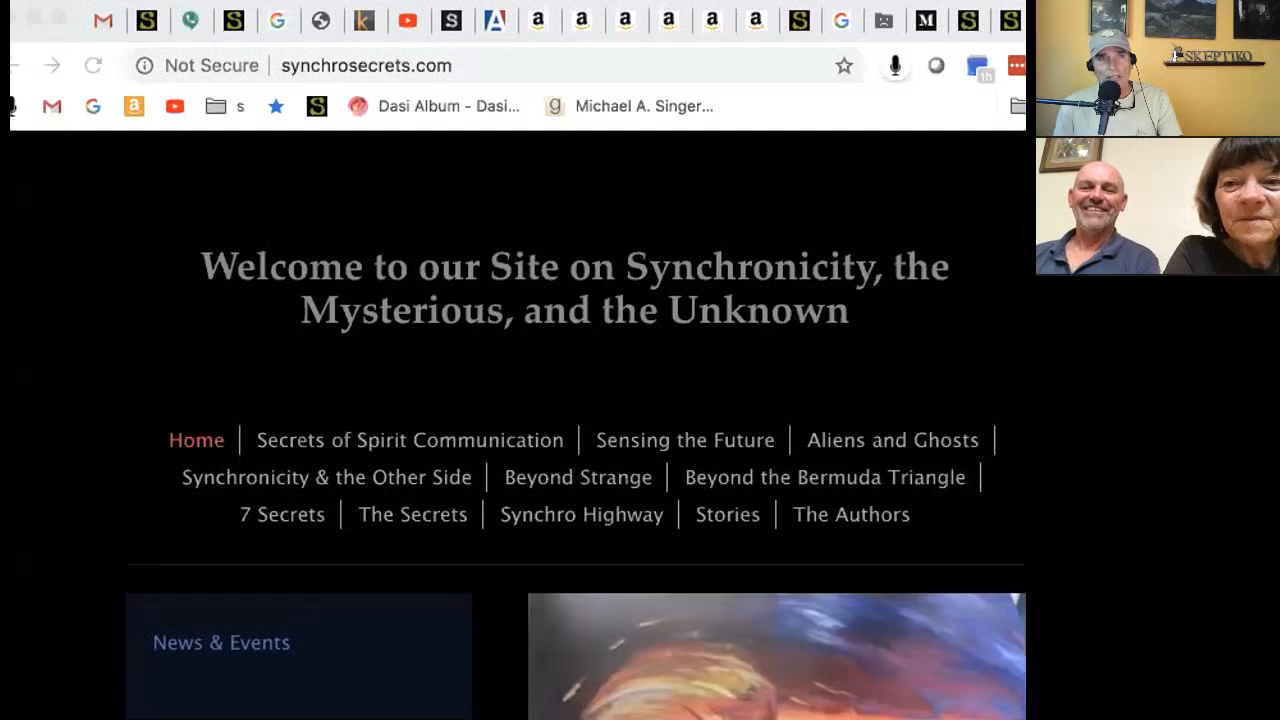 Not Secure synchrosecrets.com
1h
s Dasi Album - Dasi... Michael A. Singer...
SKEPTIKO
Welcome to our Site on Synchronicity, the
Mysterious, and the Unknown
Home Secrets of Spirit Communication Sensing the Future Aliens and Ghosts
Synchronicity & the Other Side Beyond Strange Beyond the Bermuda Triangle
7 Secrets The Secrets Synchro Highway Stories The Authors
News & Events